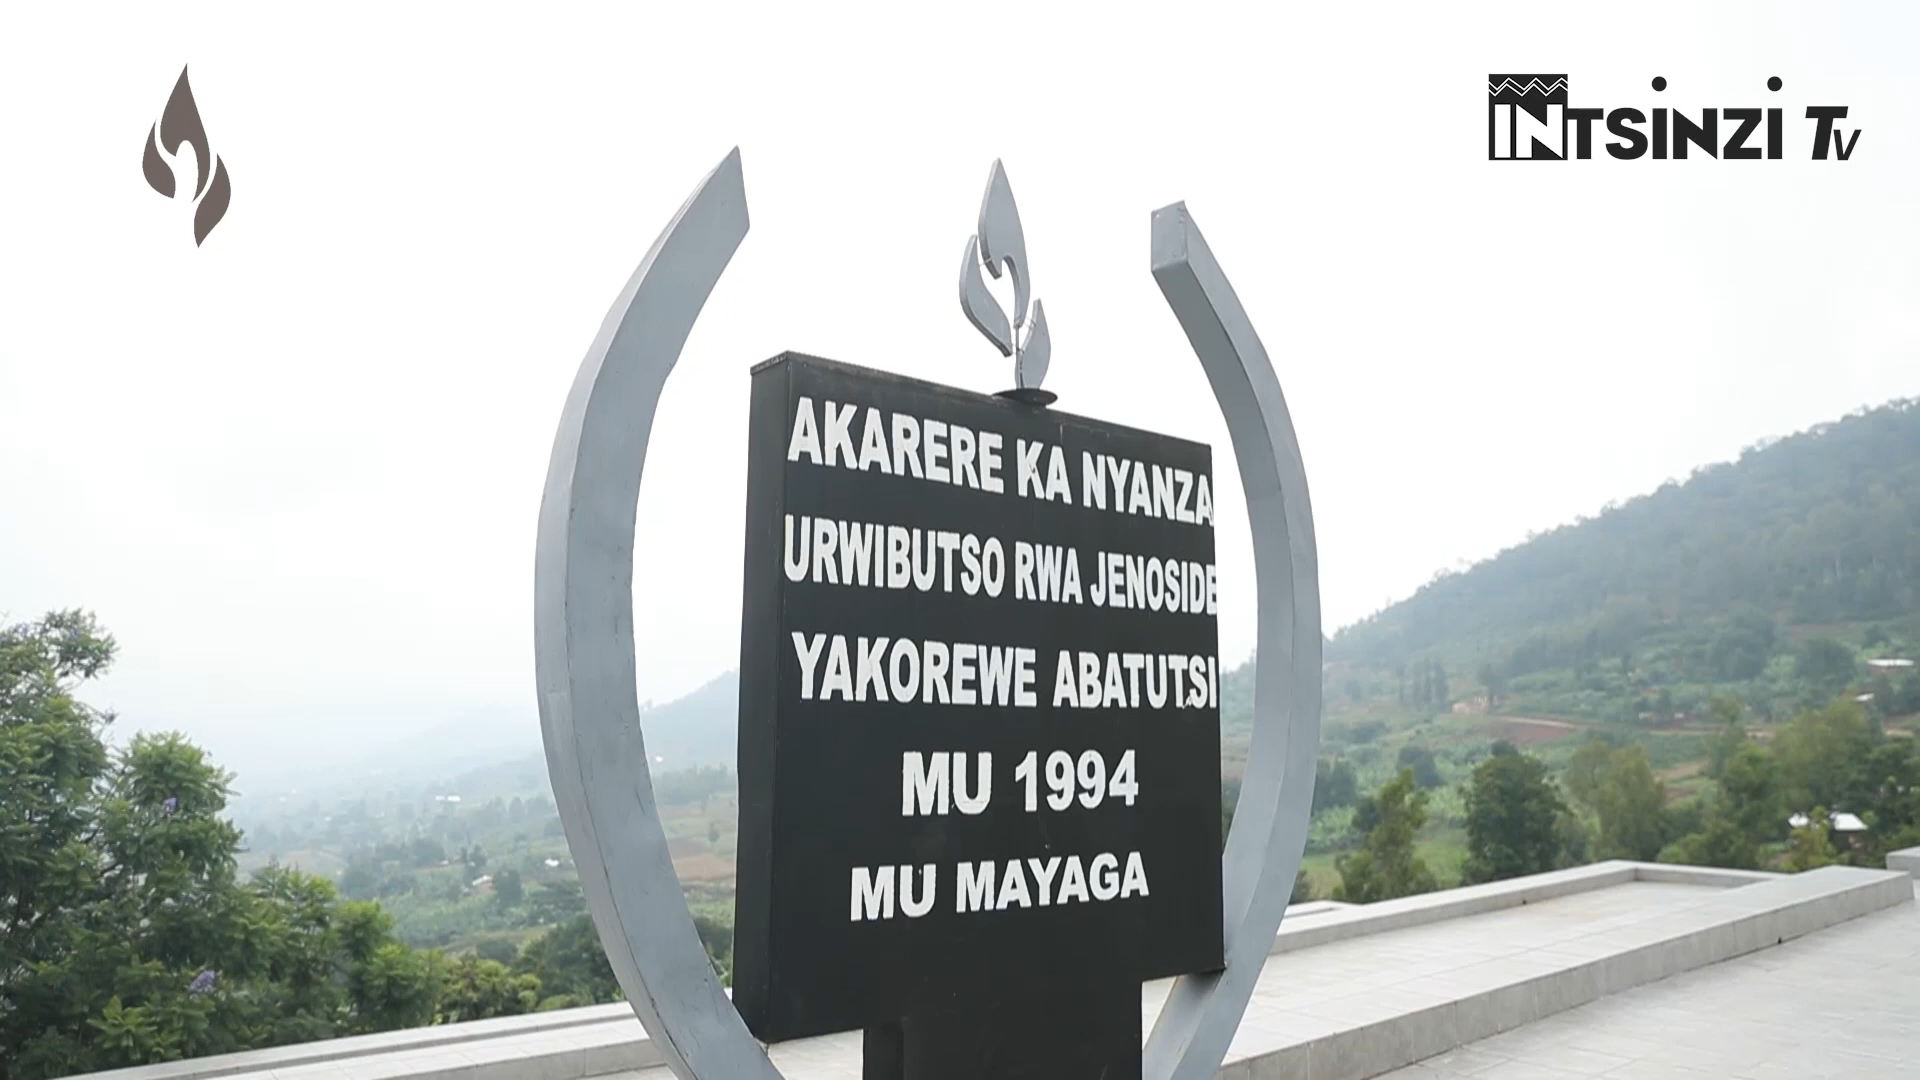 INTSINZI TV
AKARERE KA NYANZA
URWIBUTSO RWA JENOSIDE
YAKOREWE ABATUTSI
MU 1994
MU MAYAGA